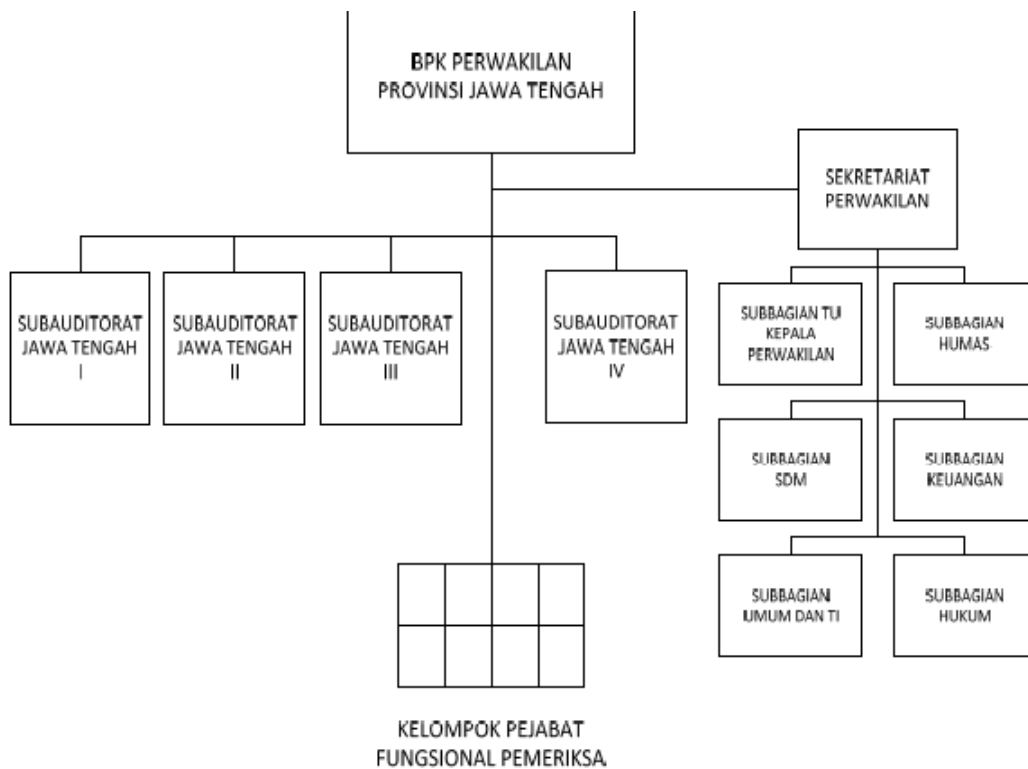 BPK PERWAKILAN
PROVINSI JAWA TENGAH
SEKRETARIAT
PERWAKILAN
SUBAUDITORAT
JAWA TENGAH
I
SUBAUDITORAT
JAWA TENGAH
II
SUBAUDITORAT
JAWA TENGAH
III
SUBAUDITORAT
JAWA TENGAH
IV
SUBBAGIAN TU
KEPALA
PERWAKILAN
SUBBAGIAN
HUMAS
SUBBAGIAN
SDM
SUBBAGIAN
KEUANGAN
SUBBAGIAN
UMUM DAN TI
SUBBAGIAN
HUKUM
KELOMPOK PEJABAT
FUNGSIONAL PEMERIKSA